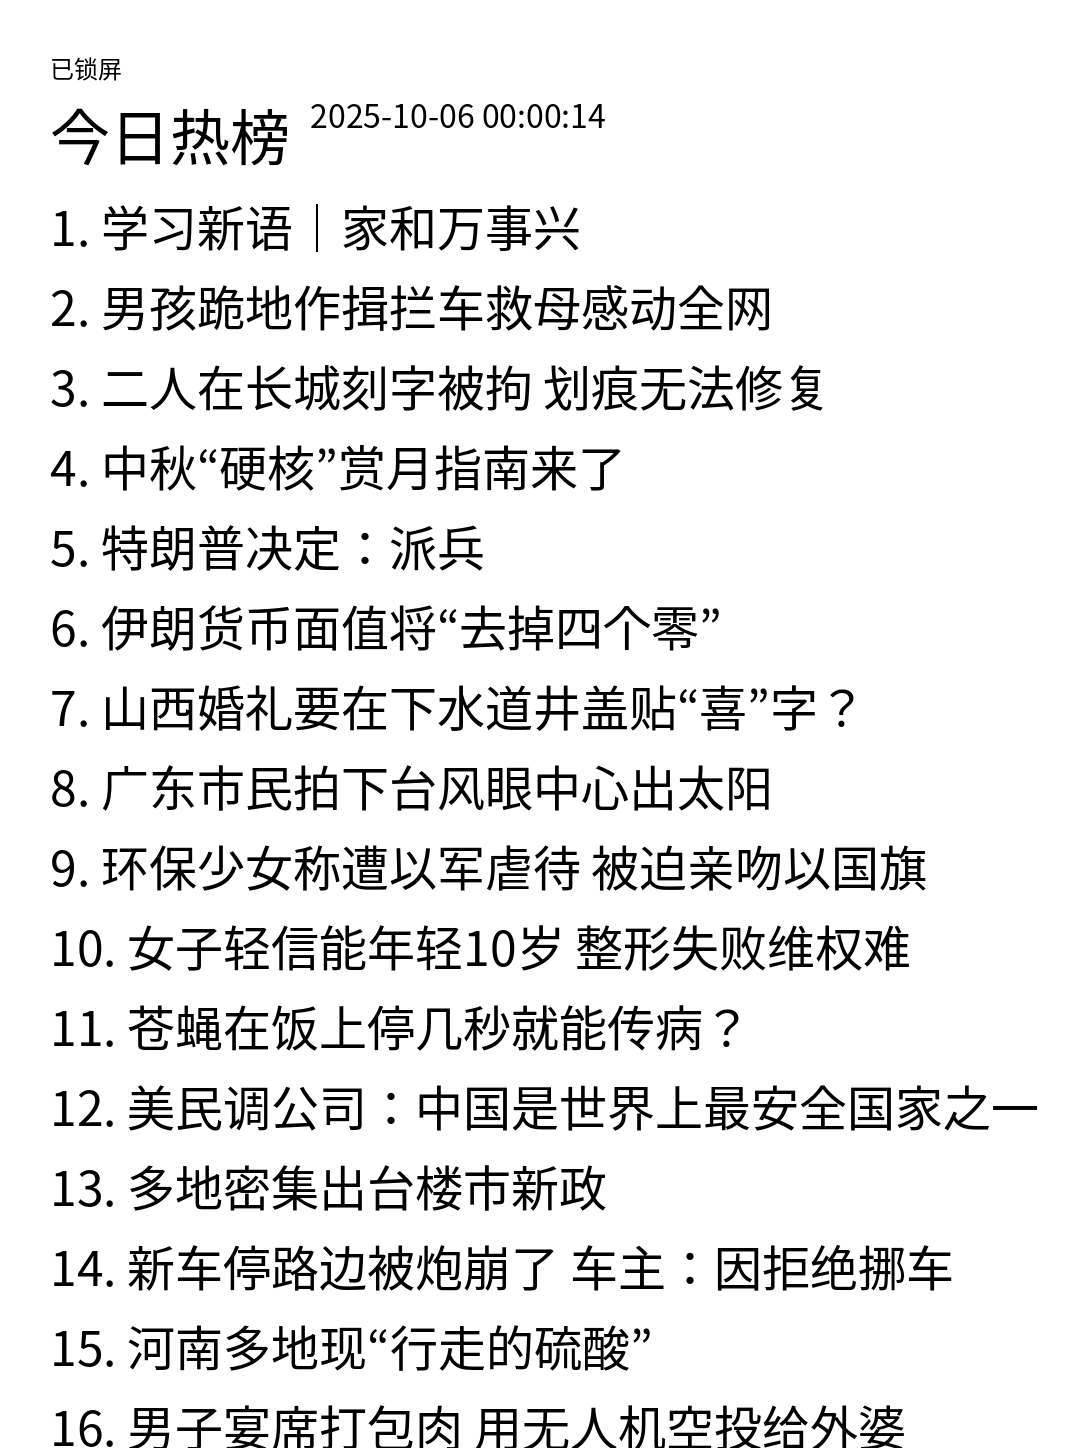 已锁屏
今日热榜 2025-10-06 00:00:14
1. 学习新语｜家和万事兴
2. 男孩跪地作揖拦车救母感动全网
3. 二人在长城刻字被拘 划痕无法修复
4. 中秋“硬核”赏月指南来了
5. 特朗普决定：派兵
6. 伊朗货币面值将“去掉四个零”
7. 山西婚礼要在下水道井盖贴“喜”字？
8. 广东市民拍下台风眼中心出太阳
9. 环保少女称遭以军虐待 被迫亲吻以国旗
10. 女子轻信能年轻10岁 整形失败维权难
11. 苍蝇在饭上停几秒就能传病？
12. 美民调公司：中国是世界上最安全国家之一
13. 多地密集出台楼市新政
14. 新车停路边被炮崩了 车主：因拒绝挪车
15. 河南多地现“行走的硫酸”
16. 男子宴席打包肉 用无人机空投给外婆